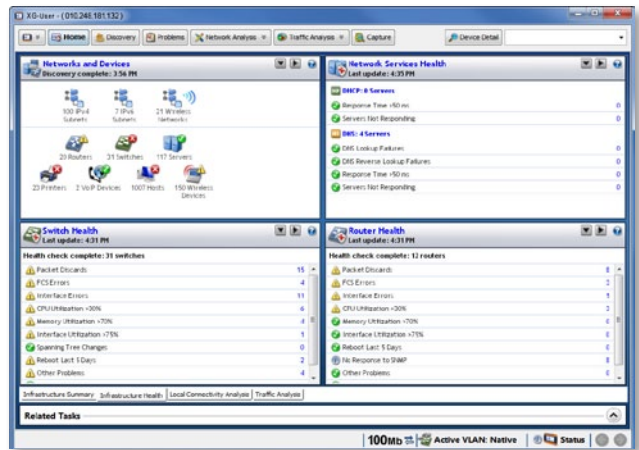 XG-User - ( 010.248.181.132 )
Home Discovery Problems Network Analysis Traffic Analysis Capture Device Detail
Networks and Devices
Discovery complete: 3:56 PM
100 IPv4 Subnets
7 IPv6 Subnets
21 Wireless Networks
20 Routers
31 Switches
117 Servers
23 Printers
2 VoIP Devices
1007 Hosts
150 Wireless Devices
Network Services Health
Last update: 4:35 PM
DHCP: 0 Servers
Response Time >50 ms 0
Servers Not Responding 0
DNS: 4 Servers
DNS Lookup Failures 0
DNS Reverse Lookup Failures 0
Response Time >50 ms 0
Servers Not Responding 0
Switch Health
Last update: 4:31 PM
Health check complete: 31 switches
Packet Discards 15
FCS Errors 4
Interface Errors 11
CPU Utilization >30% 6
Memory Utilization >70% 4
Interface Utilization >75% 1
Spanning Tree Changes 0
Reboot Last 5 Days 2
Other Problems 4
Router Health
Last update: 4:31 PM
Health check complete: 12 routers
Packet Discards 8
FCS Errors
Interface Errors
CPU Utilization >30%
Memory Utilization >70%
Interface Utilization >75%
Reboot Last 5 Days
No Response to SNMP
Other Problems
Infrastructure Summary Infrastructure Health Local Connectivity Analysis Traffic Analysis
Related Tasks
100Mb Active VLAN: Native Status